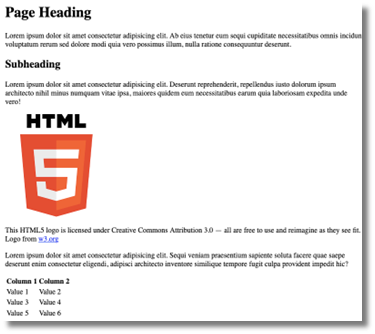 Page Heading
Lorem ipsum dolor sit amet consectetur adipisicing elit. Ab eius tenetur eum sequi cupiditate necessitatibus omnis incidunt
voluptatum rerum sed dolore modi quia vero possimus illum, nulla ratione consequuntur deserunt.
Subheading
Lorem ipsum dolor sit amet consectetur adipisicing elit. Deserunt reprehenderit, repellendus iusto dolorum ipsum
architecto nihil minus numquam vitae ipsa, maiores quidem eum necessitatibus earum quia laboriosam expedita unde
vero!
HTML
5
This HTML5 logo is licensed under Creative Commons Attribution 3.0 — all are free to use and reimagine as they see fit.
Logo from w3.org
Lorem ipsum dolor sit amet consectetur adipisicing elit. Sequi veniam praesentium sapiente soluta facere quae saepe
deserunt enim consectetur eligendi, adipisci architecto inventore similique tempore fugit culpa provident impedit hic?
Column 1 Column 2
Value 1 Value 2
Value 3 Value 4
Value 5 Value 6